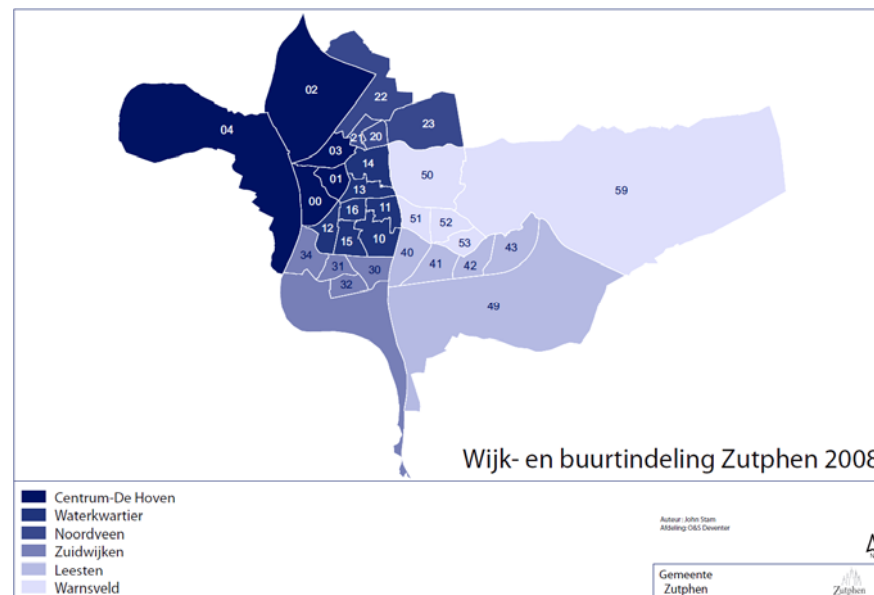 02
22
04
23
21
20
03
14
50
01
13
59
00
16
11
51
52
12
15
10
53
43
34
40
41
42
31
30
32
49
Wijk- en buurtindeling Zutphen 2008
Centrum-De Hoven
Waterkwartier
Noordveen
Zuidwijken
Leesten
Warnsveld
Auteur: John Stam
Afdeling: O&S Deventer
N
Gemeente
Zutphen
Zutphen